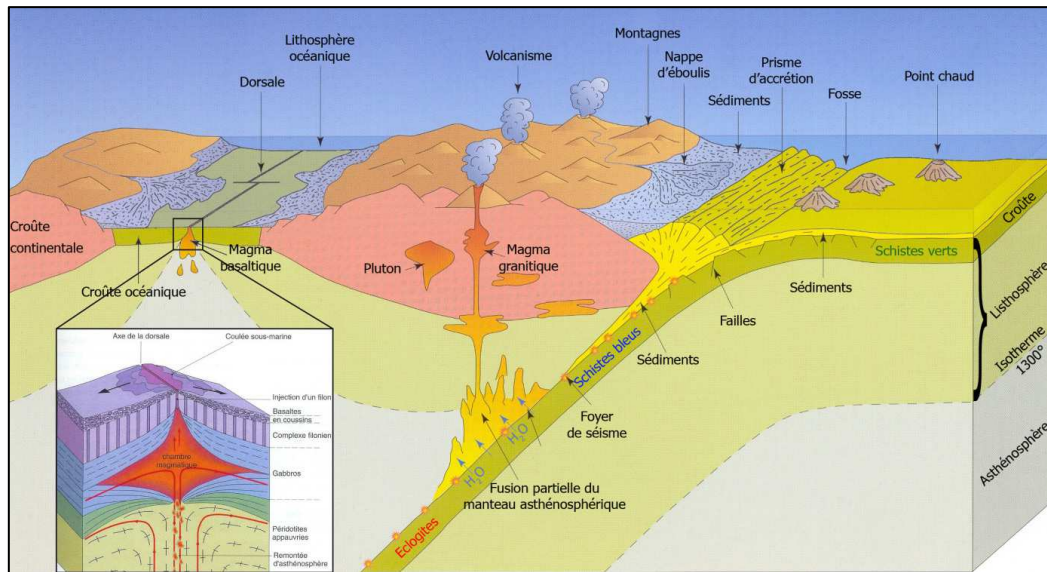 Lithosphère
océanique
Dorsale
Volcanisme
Montagnes
Nappe
d'éboulis
Sédiments
Prisme
d'accrétion
Fosse
Point chaud
Croûte
continentale
Magma
basaltique
Croûte océanique
Pluton
Magma
granitique
Schistes verts
Sédiments
Failles
Sédiments
Schistes bleus
Foyer
de séisme
H2O
H2O
Fusion partielle du
manteau asthénosphérique
Eclogites
Croûte
Listhosphère
Isotherme
1300°
Asthénosphère
Axe de la dorsale
Coulée sous-marine
Injection d'un filon
Basaltes
en coussins
Complexe filonien
chambre
magmatique
Gabbros
Péridotites
appauvries
Remontée
d'asthénosphère